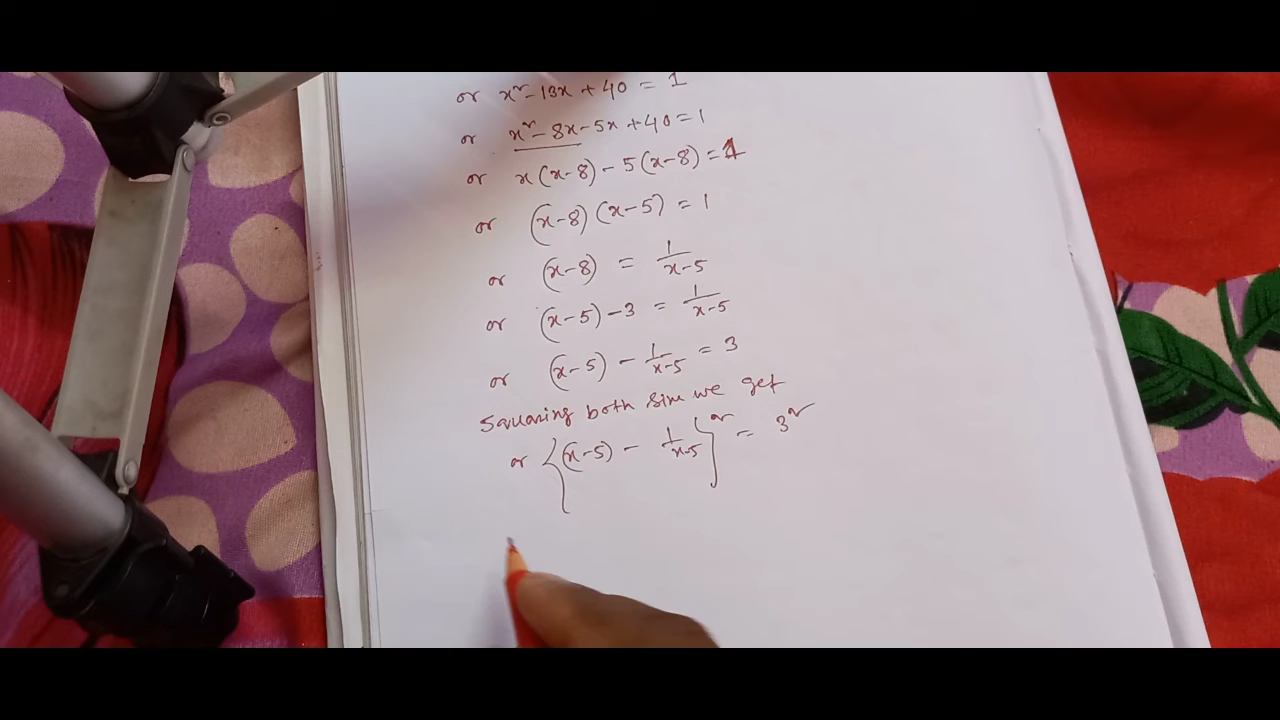 or x² - 13x + 40 = 1
or x² - 8x - 5x + 40 = 1
or x(x-8) - 5(x-8) = 1
or (x-8)(x-5) = 1
or (x-8) = 1/(x-5)
or (x-5) - 3 = 1/(x-5)
or (x-5) - 1/(x-5) = 3
Squaring both we get
or {(x-5) - 1/(x-5)}² = 3²